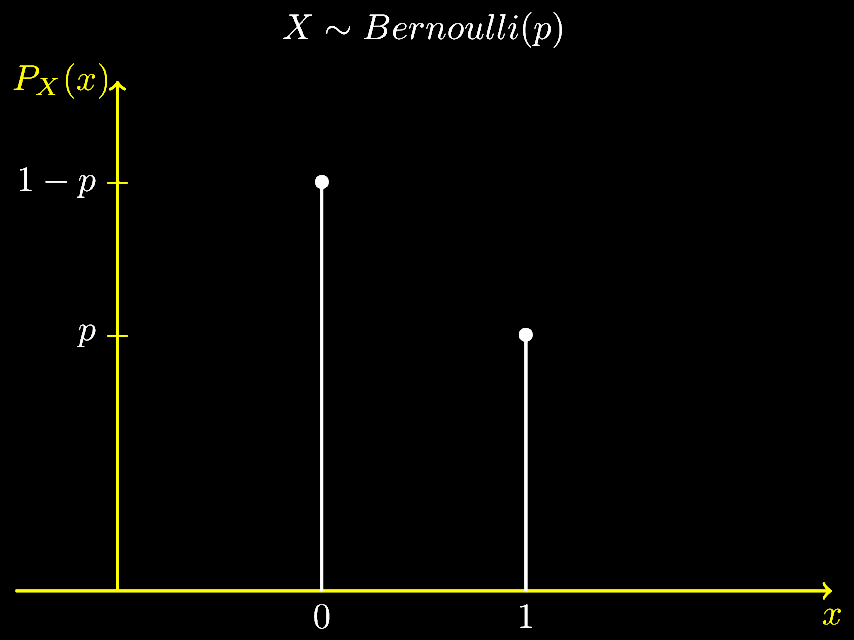 X ∼ Bernoulli(p)
P_X(x)
1 − p
p
0 1
x